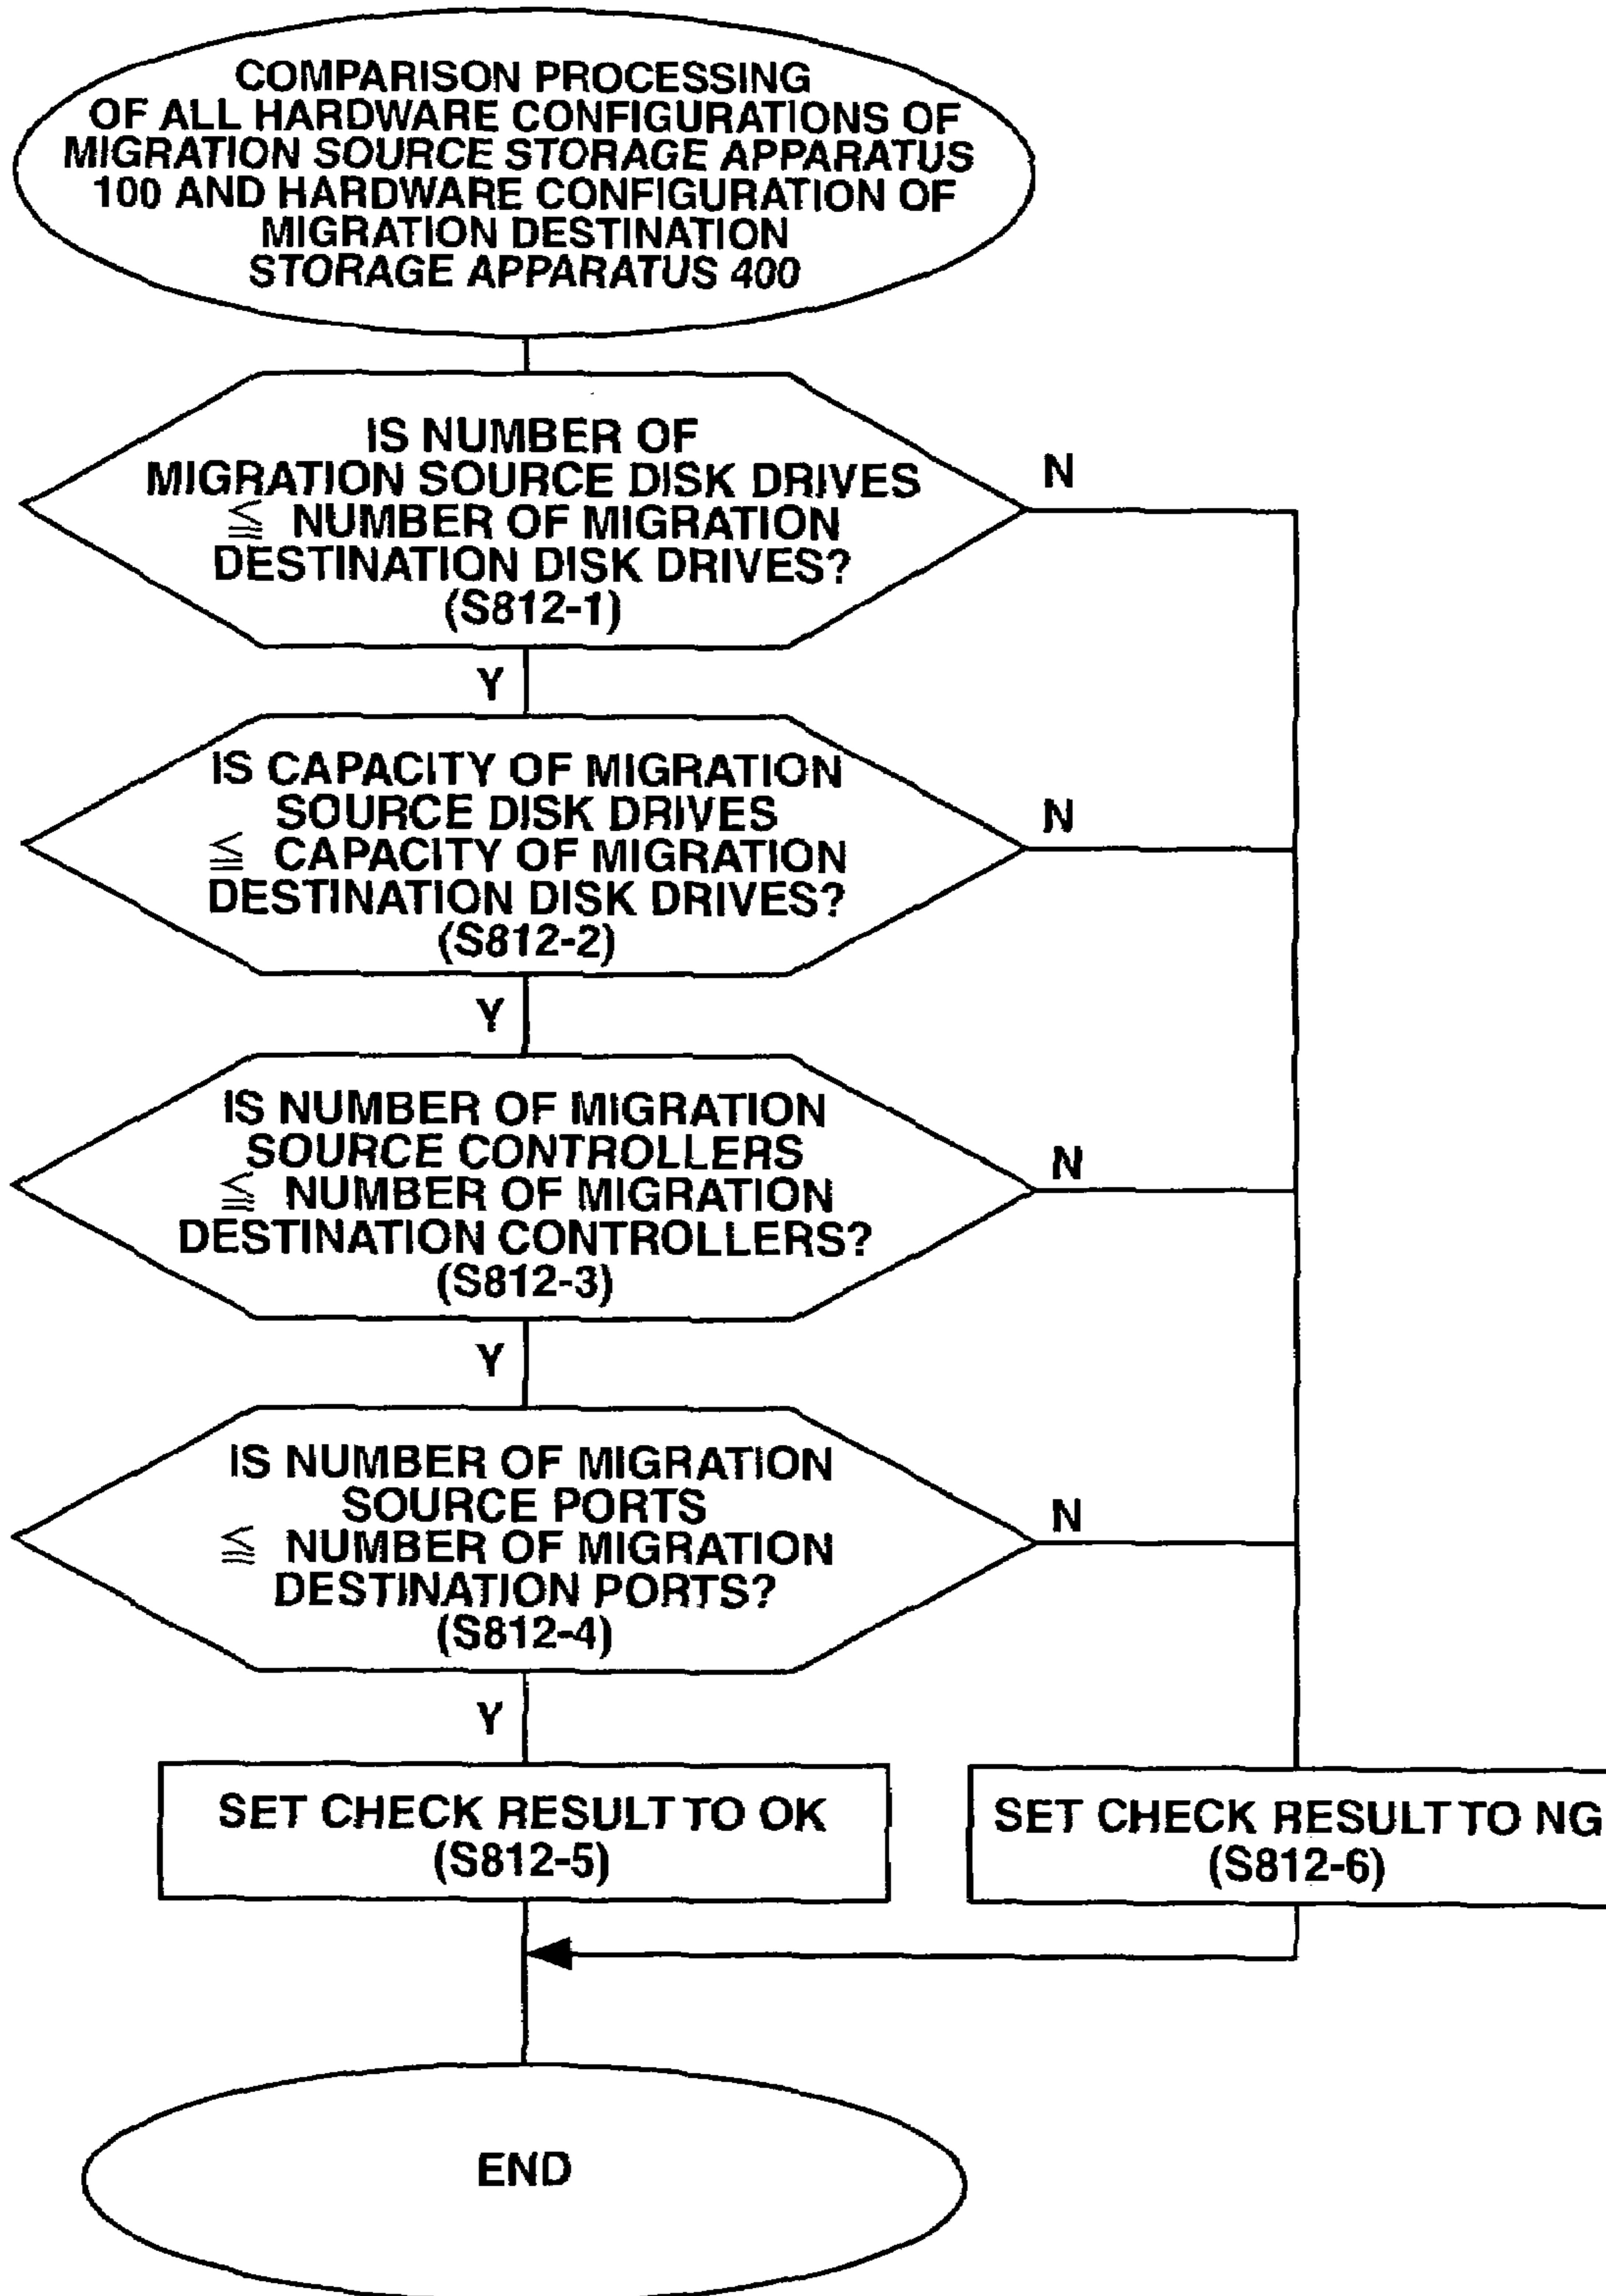 COMPARISON PROCESSING
OF ALL HARDWARE CONFIGURATIONS OF
MIGRATION SOURCE STORAGE APPARATUS
100 AND HARDWARE CONFIGURATION OF
MIGRATION DESTINATION
STORAGE APPARATUS 400
IS NUMBER OF
MIGRATION SOURCE DISK DRIVES
≦ NUMBER OF MIGRATION
DESTINATION DISK DRIVES?
(S812-1)
N
Y
IS CAPACITY OF MIGRATION
SOURCE DISK DRIVES
≦ CAPACITY OF MIGRATION
DESTINATION DISK DRIVES?
(S812-2)
N
Y
IS NUMBER OF MIGRATION
SOURCE CONTROLLERS
≦ NUMBER OF MIGRATION
DESTINATION CONTROLLERS?
(S812-3)
N
Y
IS NUMBER OF MIGRATION
SOURCE PORTS
≦ NUMBER OF MIGRATION
DESTINATION PORTS?
(S812-4)
N
Y
SET CHECK RESULT TO OK
(S812-5)
SET CHECK RESULT TO NG
(S812-6)
END